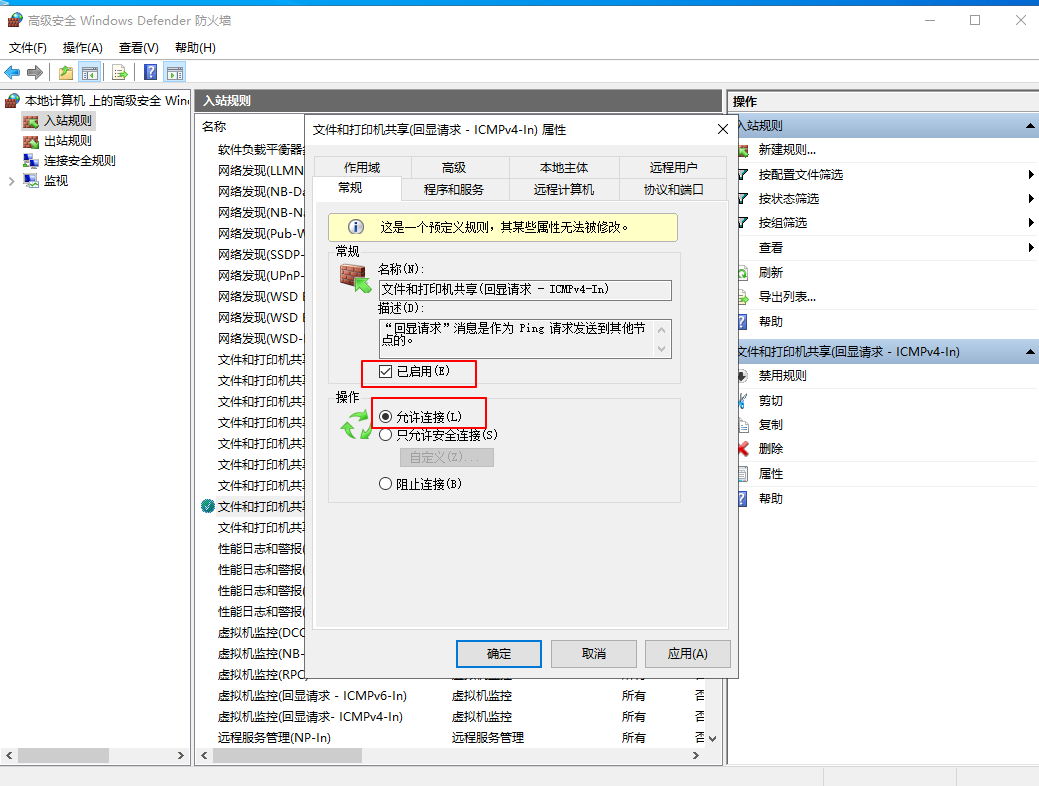 高级安全 Windows Defender 防火墙
文件(F) 操作(A) 查看(V) 帮助(H)
本地计算机 上的高级安全 Win
入站规则
出站规则
连接安全规则
监视
入站规则
名称
软件负载平衡器
网络发现(LLMN
网络发现(NB-Da
网络发现(NB-N
网络发现(Pub-W
网络发现(SSDP-
网络发现(UPnP-
网络发现(WSD
网络发现(WSD
网络发现(WSD-
文件和打印机共
文件和打印机共
文件和打印机共
文件和打印机共
文件和打印机共
文件和打印机共
文件和打印机共
文件和打印机共
文件和打印机共
性能日志和警报(
性能日志和警报(
性能日志和警报(
性能日志和警报(
虚拟机监控(DCO
虚拟机监控(NB-
虚拟机监控(RPC)
虚拟机监控(回显请求 - ICMPv6-In) 虚拟机监控 所有 否
虚拟机监控(回显请求- ICMPv4-In) 虚拟机监控 所有 否
远程服务管理(NP-In) 远程服务管理 所有 否
文件和打印机共享(回显请求 - ICMPv4-In) 属性
作用域 高级 本地主体 远程用户
常规 程序和服务 远程计算机 协议和端口
这是一个预定义规则，其某些属性无法被修改。
常规
名称(N):
文件和打印机共享(回显请求 - ICMPv4-In)
描述(D):
“回显请求”消息是作为 Ping 请求发送到其他节
点的。
已启用(E)
操作
允许连接(L)
只允许安全连接(S)
自定义(Z)...
阻止连接(B)
确定 取消 应用(A)
操作
入站规则
新建规则...
按配置文件筛选
按状态筛选
按组筛选
查看
刷新
导出列表...
帮助
文件和打印机共享(回显请求 - ICMPv4-In)
禁用规则
剪切
复制
删除
属性
帮助